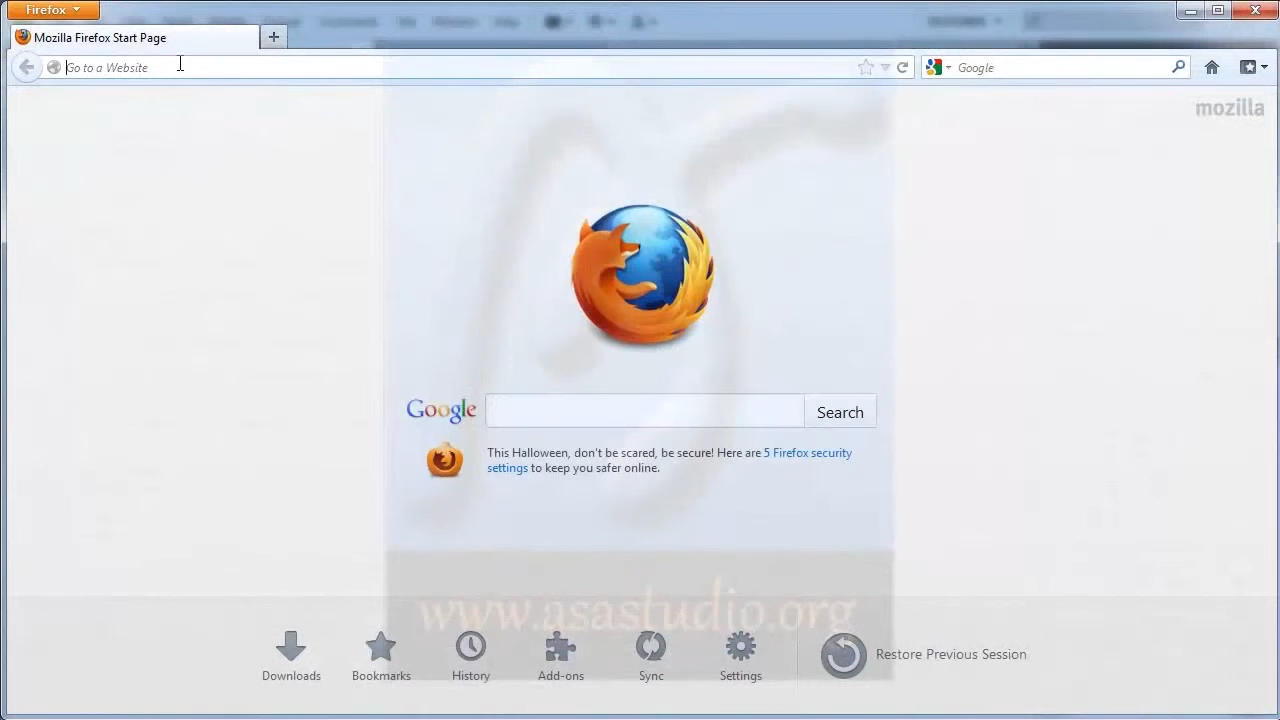 Firefox
Mozilla Firefox Start Page
Go to a Website
Google
mozilla
Google
Search
This Halloween, don't be scared, be secure! Here are 5 Firefox security
settings to keep you safer online.
www.asastudio.org
Downloads
Bookmarks
History
Add-ons
Sync
Settings
Restore Previous Session